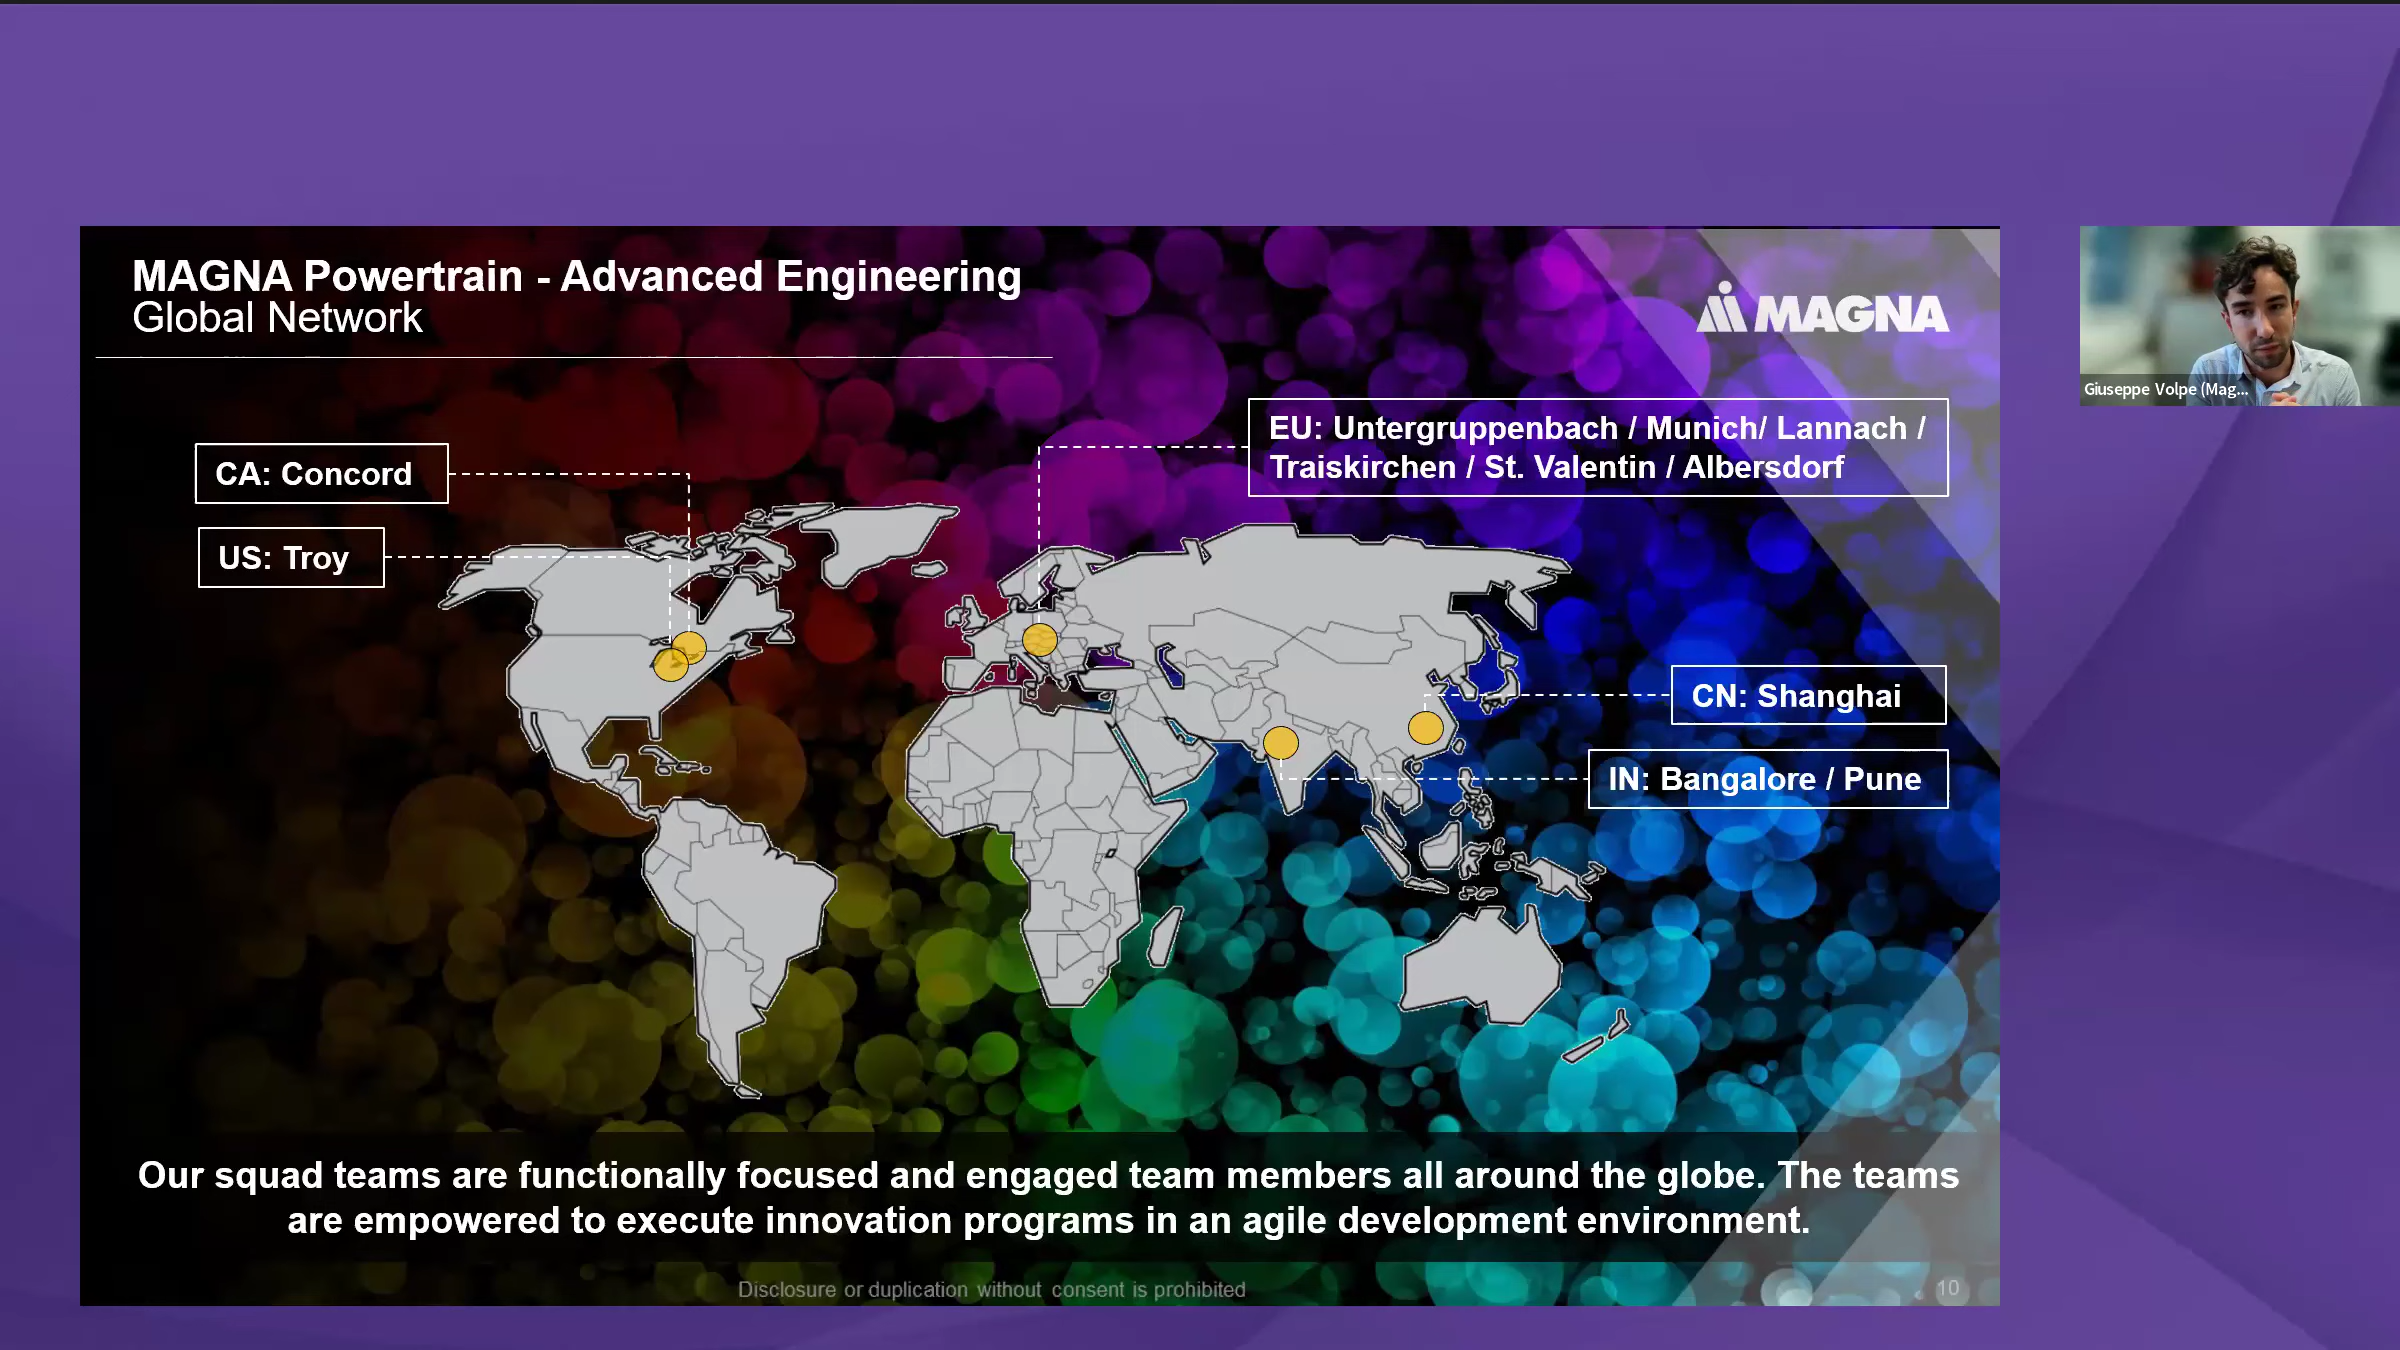 MAGNA Powertrain - Advanced Engineering
Global Network
MAGNA
Giuseppe Volpe (Mag...
EU: Untergruppenbach / Munich/ Lannach /
Traiskirchen / St. Valentin / Albersdorf
CA: Concord
US: Troy
CN: Shanghai
IN: Bangalore / Pune
Our squad teams are functionally focused and engaged team members all around the globe. The teams
are empowered to execute innovation programs in an agile development environment.
Disclosure or duplication without consent is prohibited
10